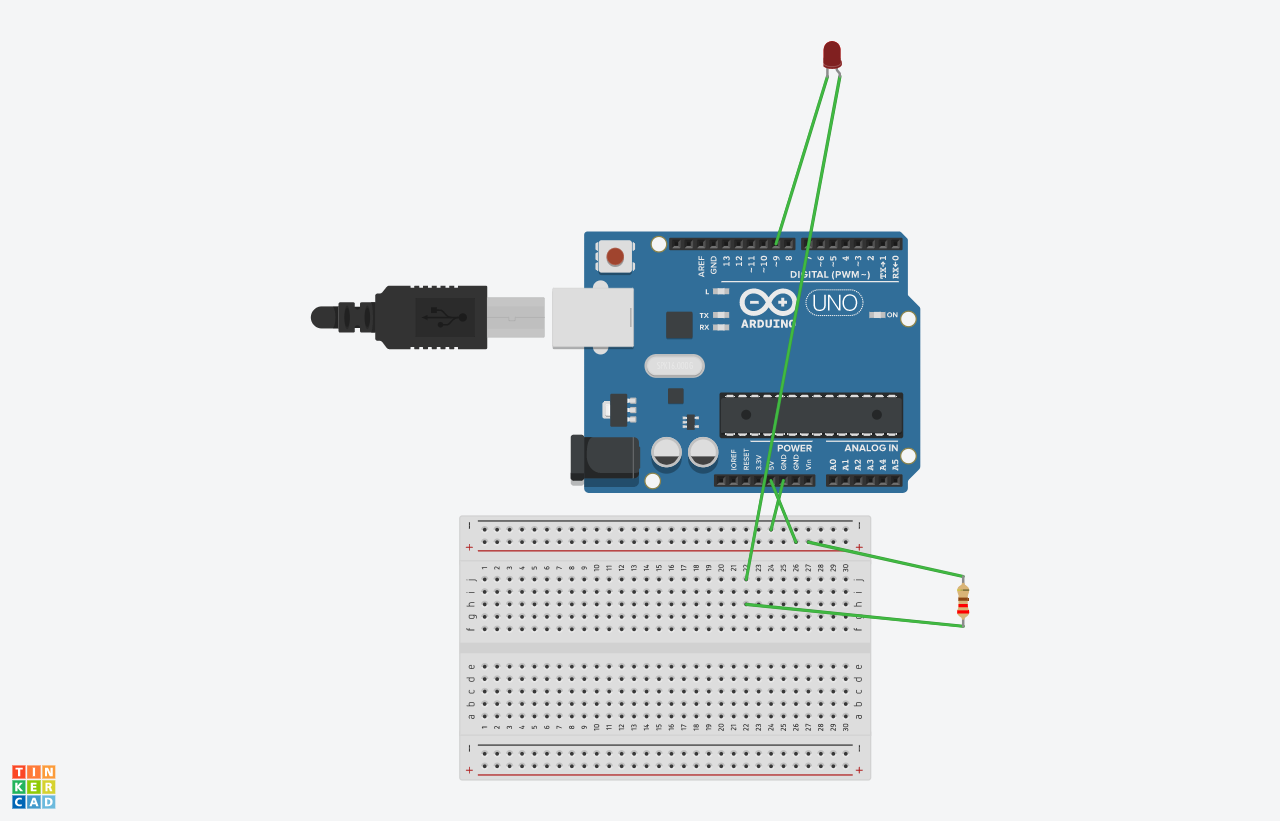 AREF
GND
13
12
~11
~10
~9
8
7
~6
~5
4
~3
2
TX→1
RX←0
DIGITAL (PWM~)
L
TX
RX
ARDUINO
UNO
ON
POWER
ANALOG IN
IOREF
RESET
3.3V
5V
GND
GND
Vin
A0
A1
A2
A3
A4
A5
1 2 3 4 5 6 7 8 9 10 11 12 13 14 15 16 17 18 19 20 21 22 23 24 25 26 27 28 29 30
j j
i i
h h
g g
f f
e e
d d
c c
b b
a a
1 2 3 4 5 6 7 8 9 10 11 12 13 14 15 16 17 18 19 20 21 22 23 24 25 26 27 28 29 30
TIN
KER
CAD